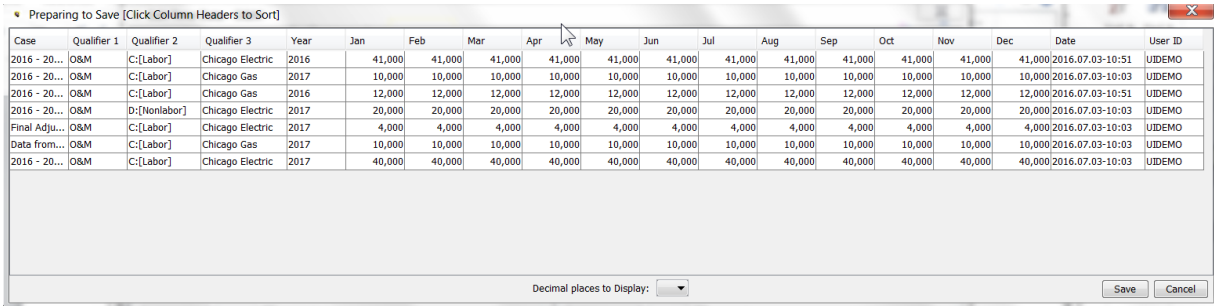 Preparing to Save [Click Column Headers to Sort]
Case Qualifier 1 Qualifier 2 Qualifier 3 Year Jan Feb Mar Apr May Jun Jul Aug Sep Oct Nov Dec Date User ID
2016 - 20... O&M C:[Labor] Chicago Electric 2016 41,000 41,000 41,000 41,000 41,000 41,000 41,000 41,000 41,000 41,000 41,000 41,000 2016.07.03-10:51 UIDEMO
2016 - 20... O&M C:[Labor] Chicago Gas 2017 10,000 10,000 10,000 10,000 10,000 10,000 10,000 10,000 10,000 10,000 10,000 10,000 2016.07.03-10:03 UIDEMO
2016 - 20... O&M C:[Labor] Chicago Gas 2016 12,000 12,000 12,000 12,000 12,000 12,000 12,000 12,000 12,000 12,000 12,000 12,000 2016.07.03-10:51 UIDEMO
2016 - 20... O&M D:[Nonlabor] Chicago Electric 2017 20,000 20,000 20,000 20,000 20,000 20,000 20,000 20,000 20,000 20,000 20,000 20,000 2016.07.03-10:03 UIDEMO
Final Adju... O&M C:[Labor] Chicago Electric 2017 4,000 4,000 4,000 4,000 4,000 4,000 4,000 4,000 4,000 4,000 4,000 4,000 2016.07.03-10:03 UIDEMO
Data from... O&M C:[Labor] Chicago Gas 2017 10,000 10,000 10,000 10,000 10,000 10,000 10,000 10,000 10,000 10,000 10,000 10,000 2016.07.03-10:03 UIDEMO
2016 - 20... O&M C:[Labor] Chicago Electric 2017 40,000 40,000 40,000 40,000 40,000 40,000 40,000 40,000 40,000 40,000 40,000 40,000 2016.07.03-10:03 UIDEMO
Decimal places to Display: Save Cancel